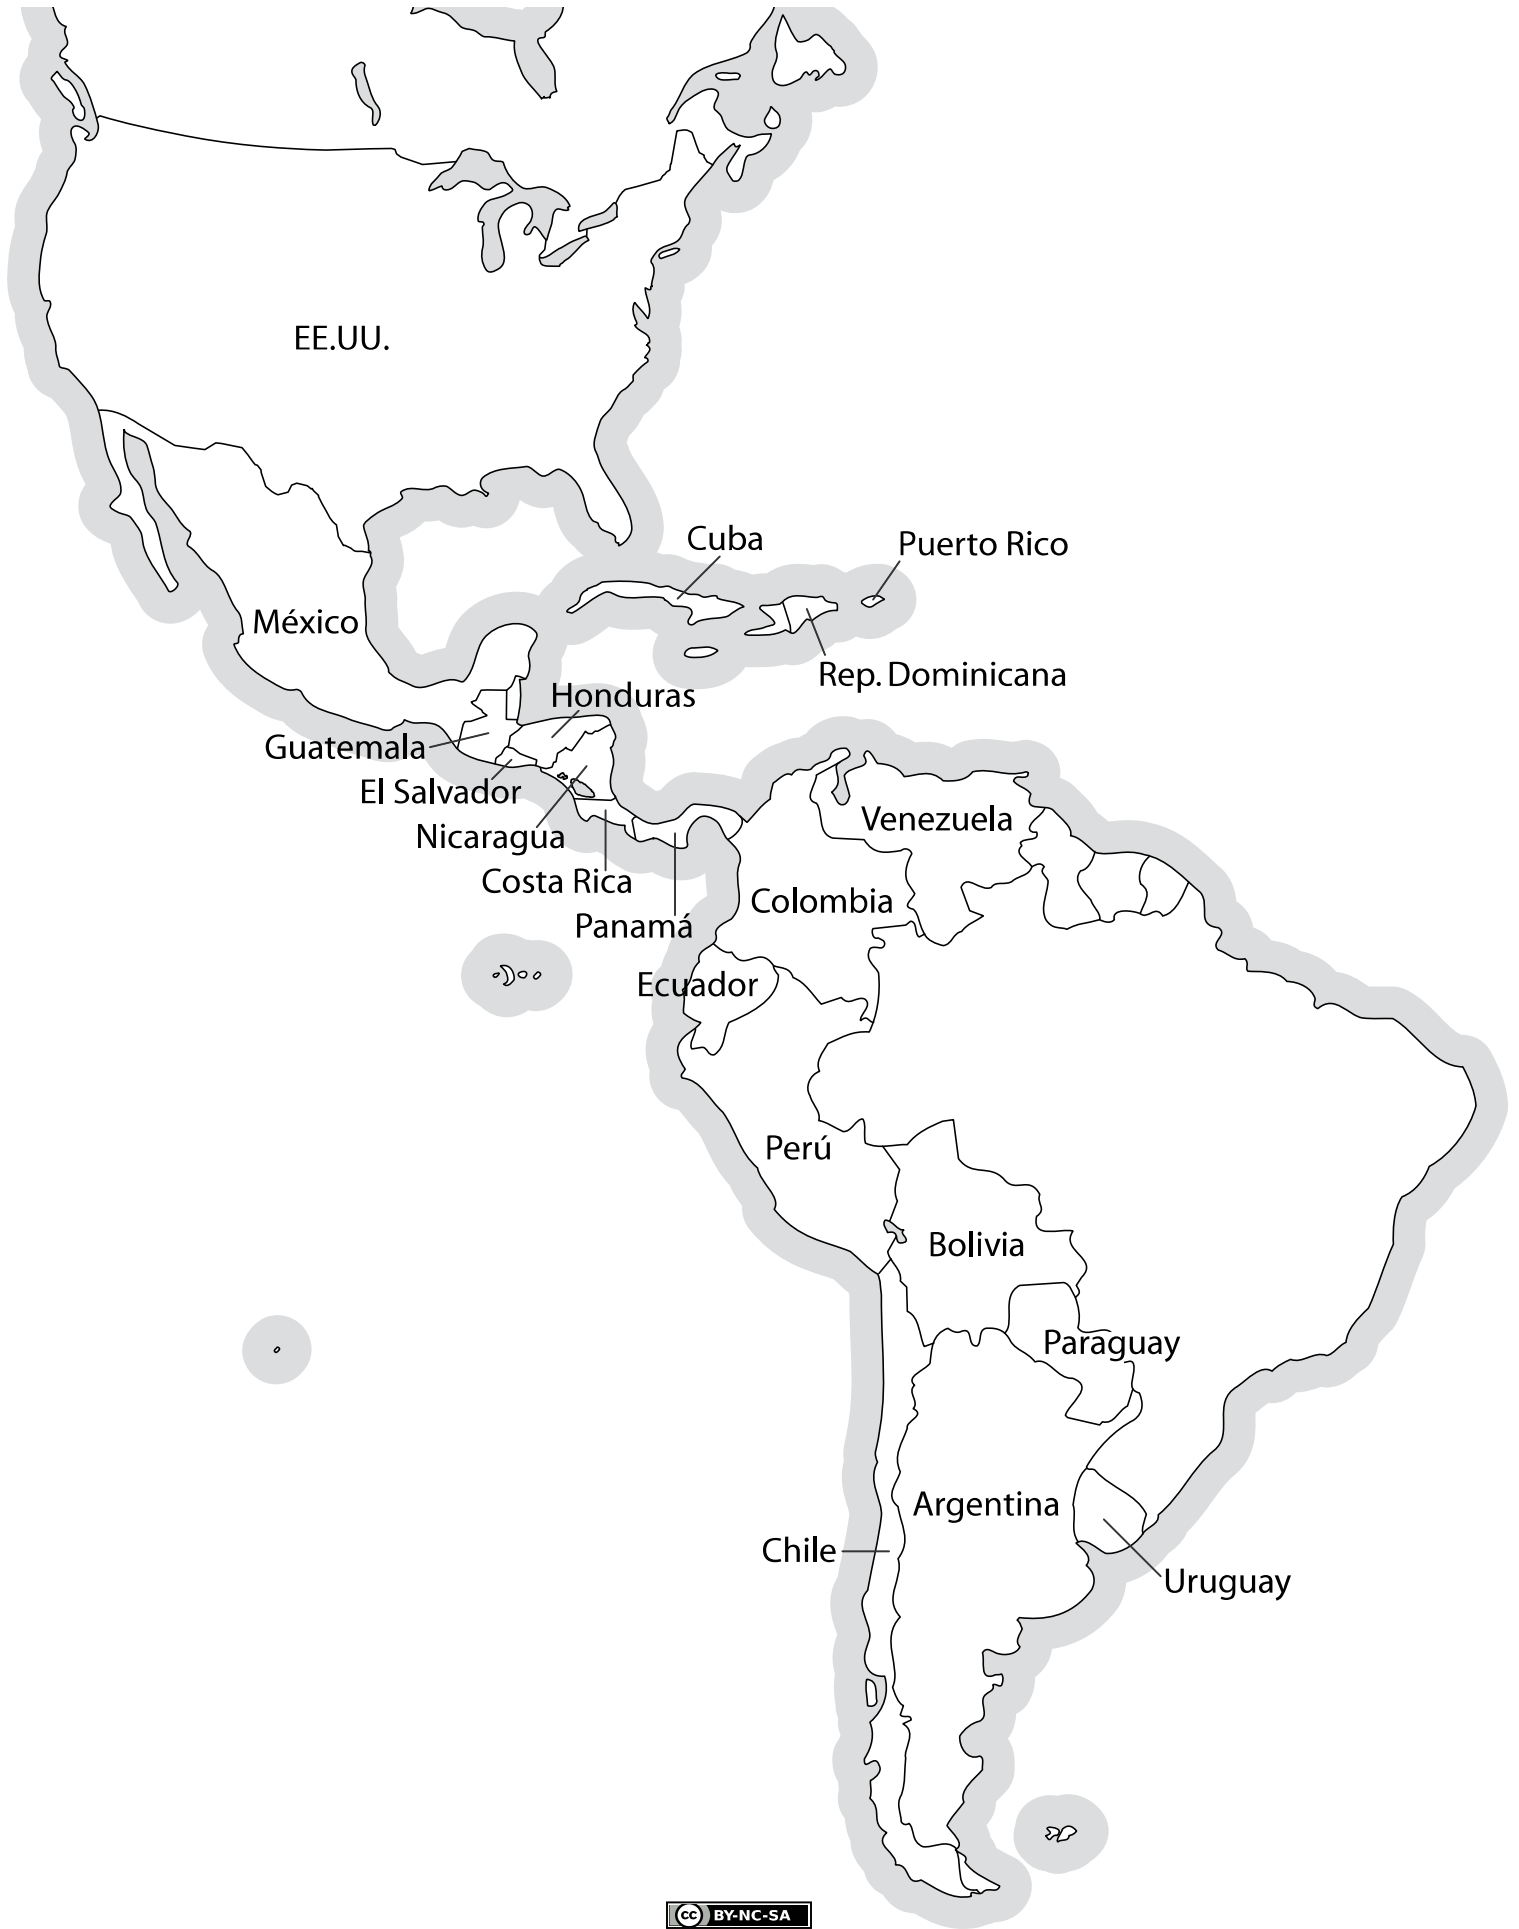 EE.UU.
Cuba
Puerto Rico
México
Rep. Dominicana
Honduras
Guatemala
El Salvador
Nicaragua
Venezuela
Costa Rica
Colombia
Panamá
Ecuador
Perú
Bolivia
Paraguay
Argentina
Chile
Uruguay
cc BY-NC-SA